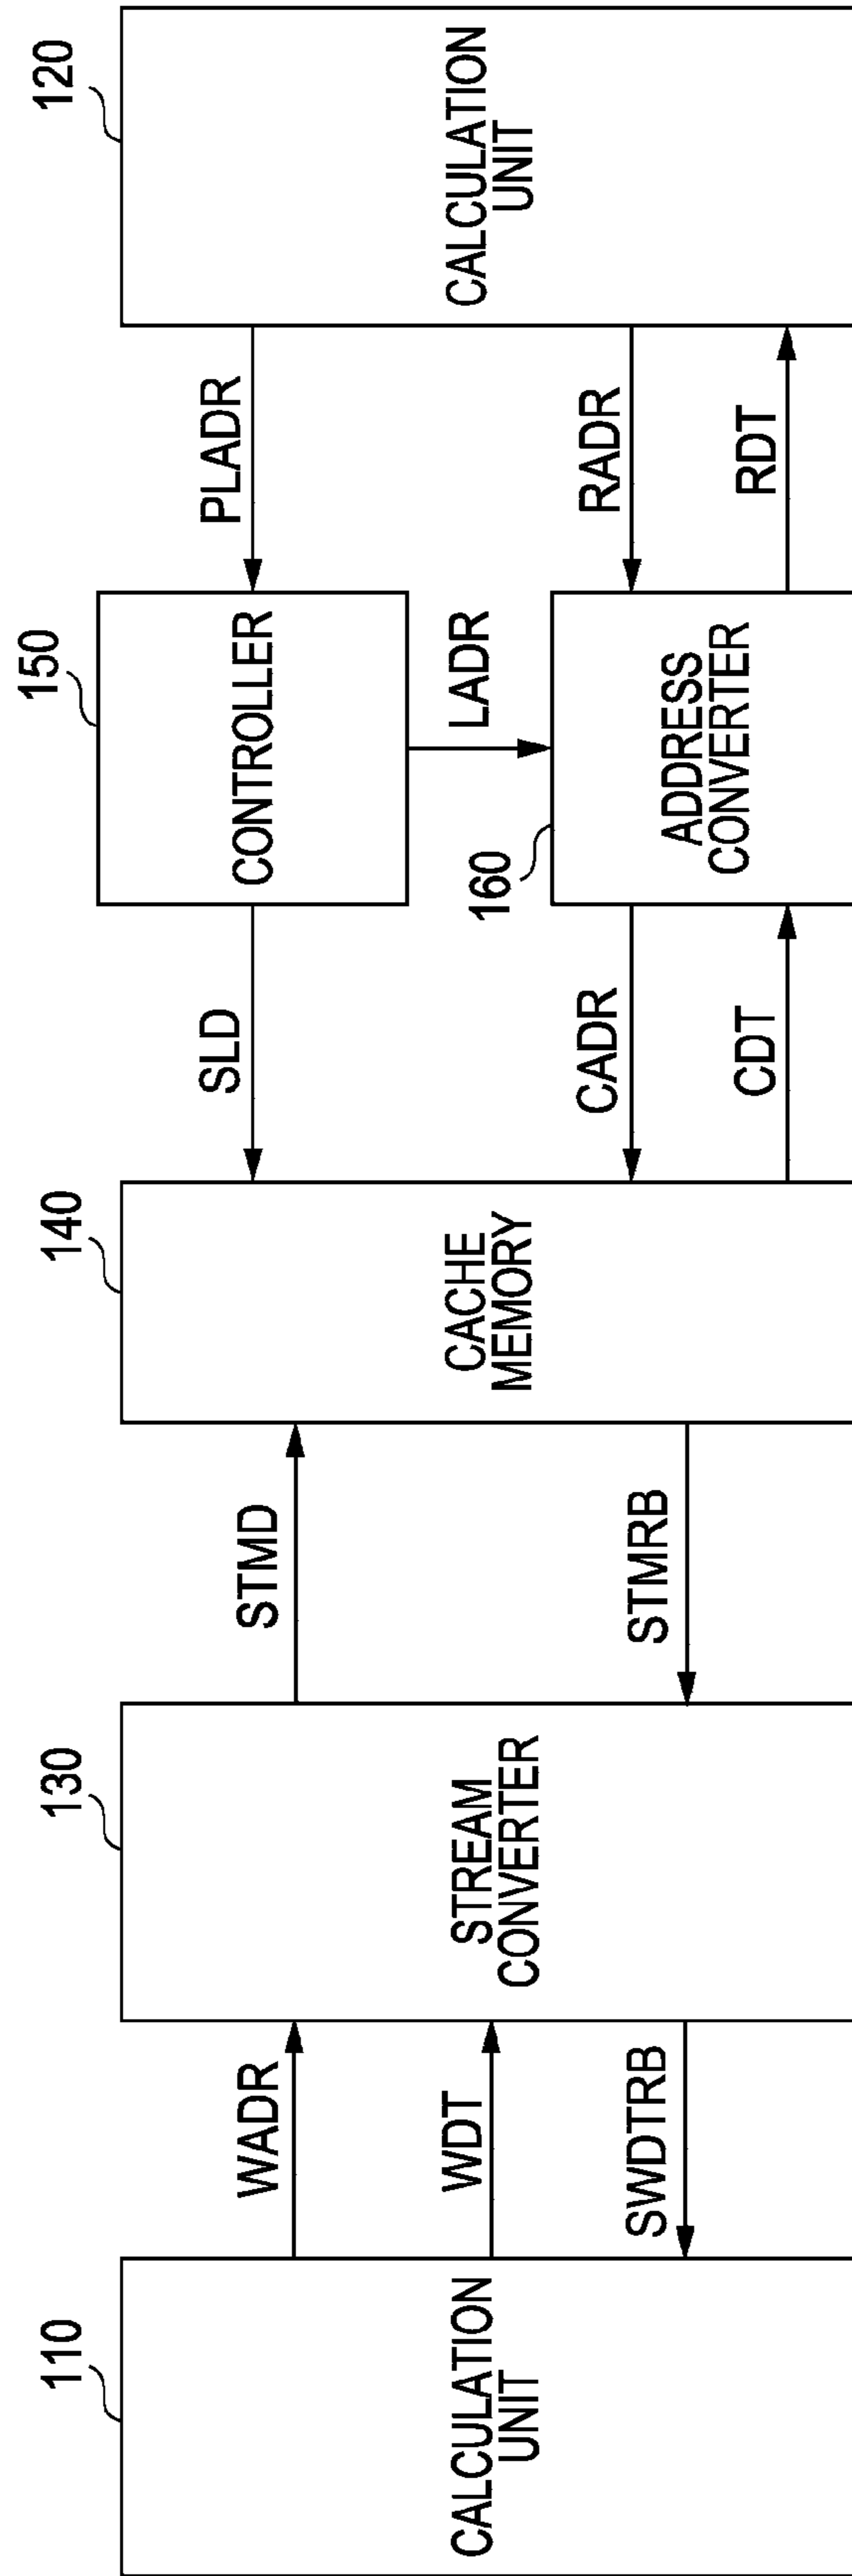 110
CALCULATION
UNIT
WADR
WDT
SWDTRB
130
STREAM
CONVERTER
STMD
STMRB
140
CACHE
MEMORY
SLD
CADR
CDT
150
CONTROLLER
LADR
160
ADDRESS
CONVERTER
PLADR
RADR
RDT
120
CALCULATION
UNIT